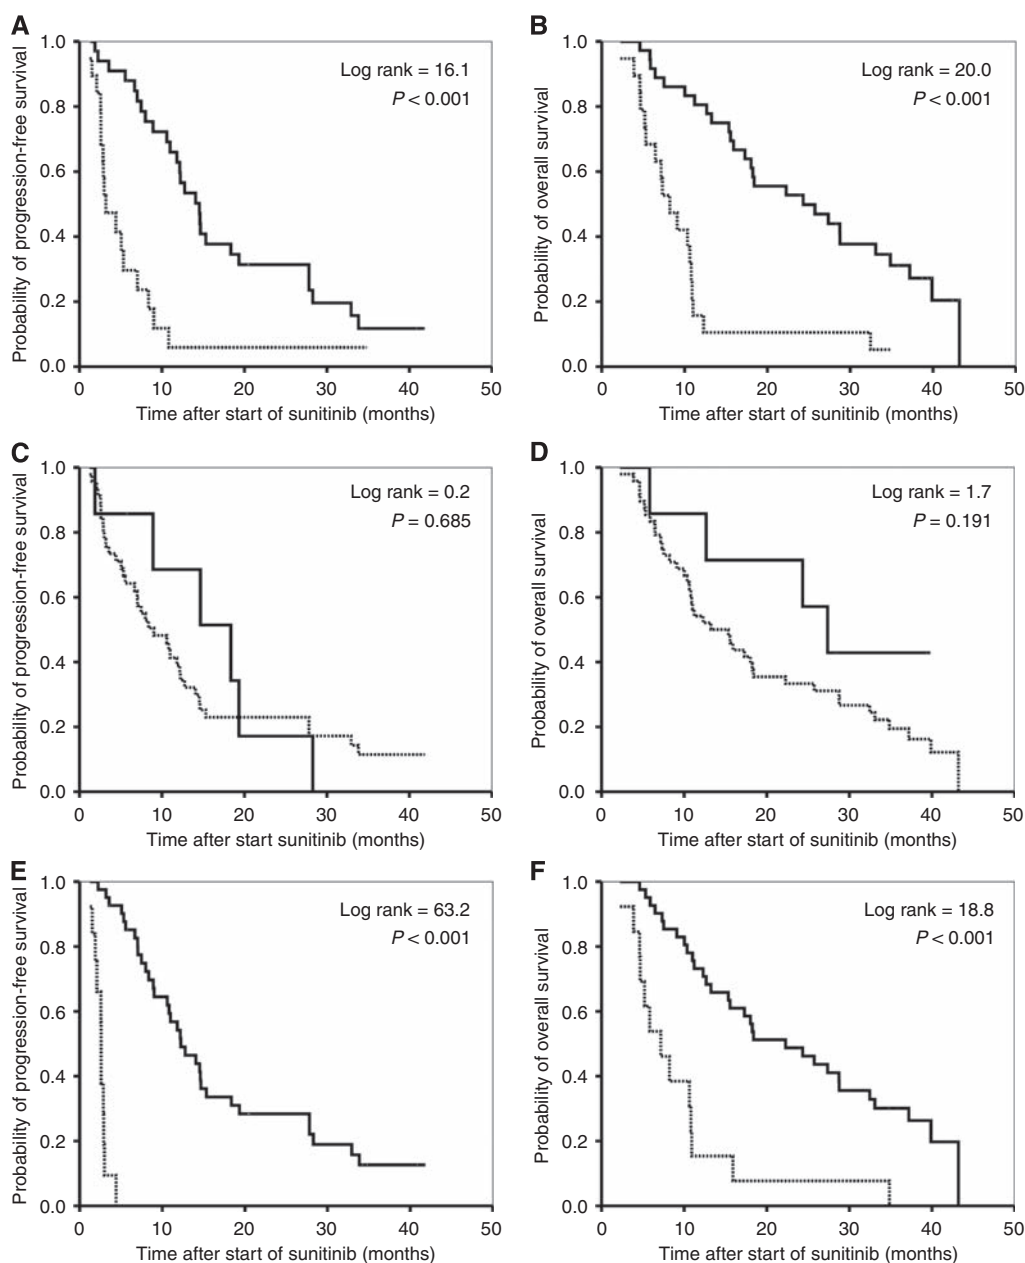 A
Probability of progression-free survival
1.0
0.8
0.6
0.4
0.2
0.0
Log rank = 16.1
P < 0.001
0 10 20 30 40 50
Time after start of sunitinib (months)
B
Probability of overall survival
1.0
0.8
0.6
0.4
0.2
0.0
Log rank = 20.0
P < 0.001
0 10 20 30 40 50
Time after start of sunitinib (months)
C
Probability of progression-free survival
1.0
0.8
0.6
0.4
0.2
0.0
Log rank = 0.2
P = 0.685
0 10 20 30 40 50
Time after start sunitinib (months)
D
Probability of overall survival
1.0
0.8
0.6
0.4
0.2
0.0
Log rank = 1.7
P = 0.191
0 10 20 30 40 50
Time after start of sunitinib (months)
E
Probability of progression-free survival
1.0
0.8
0.6
0.4
0.2
0.0
Log rank = 63.2
P < 0.001
0 10 20 30 40 50
Time after start of sunitinib (months)
F
Probability of overall survival
1.0
0.8
0.6
0.4
0.2
0.0
Log rank = 18.8
P < 0.001
0 10 20 30 40 50
Time after start of sunitinib (months)